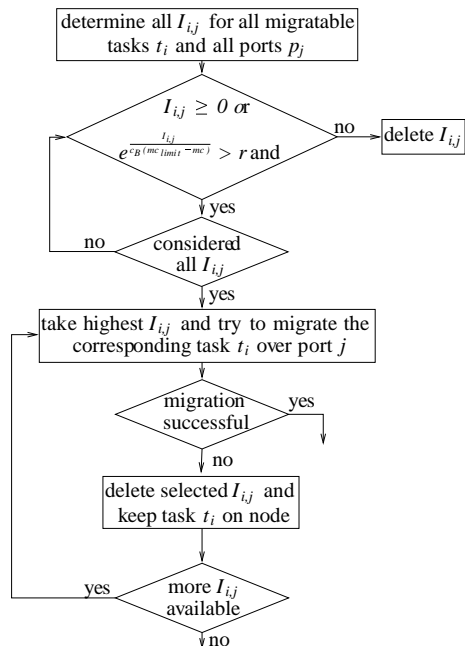 determine all I_{i,j} for all migratable
tasks t_i and all ports p_j
I_{i,j} ≥ 0 or
e^{\frac{I_{i,j}}{c_B(mc_{limit} - mc)}} > r and
no
delete I_{i,j}
yes
no
considered
all I_{i,j}
yes
take highest I_{i,j} and try to migrate the
corresponding task t_i over port j
migration
successful
yes
no
delete selected I_{i,j} and
keep task t_i on node
yes
more I_{i,j}
available
no